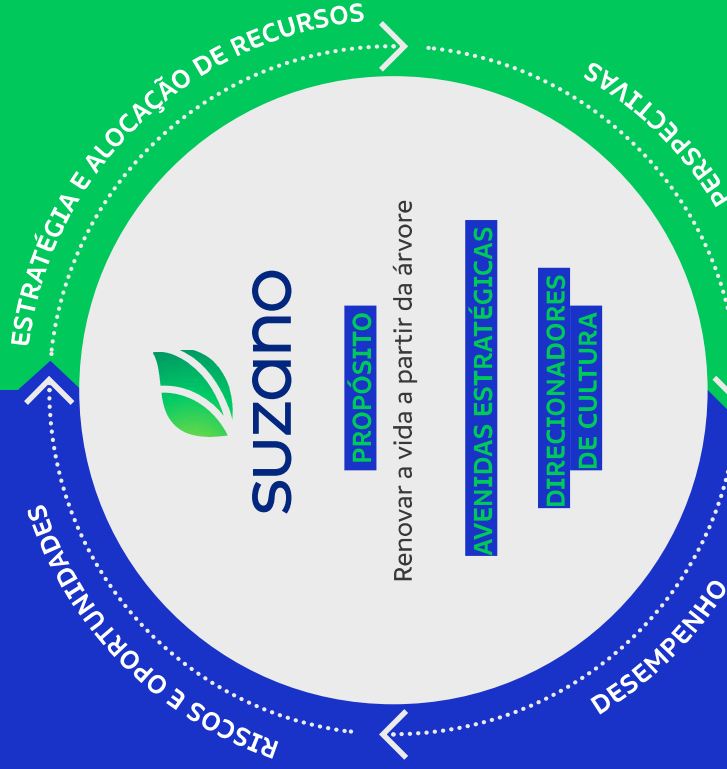 ESTRATÉGIA E ALOCAÇÃO DE RECURSOS
PERSPECTIVAS
suzano
PROPÓSITO
Renovar a vida a partir da árvore
AVENIDAS ESTRATÉGICAS
DIRECIONADORES
DE CULTURA
DESEMPENHO
RISCOS E OPORTUNIDADES